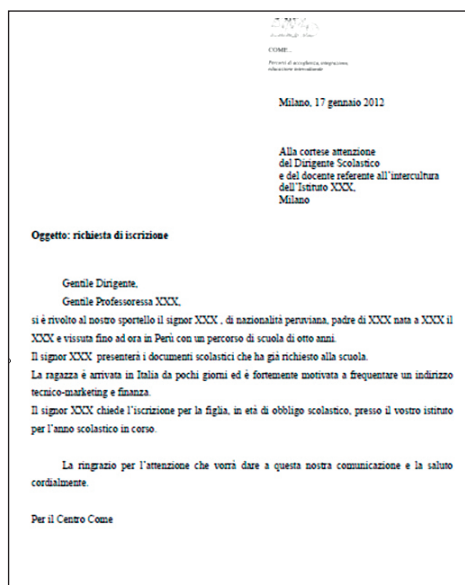 COME...
Percorsi di accoglienza, integrazione,
educazione interculturale
Milano, 17 gennaio 2012
Alla cortese attenzione
del Dirigente Scolastico
e del docente referente all'intercultura
dell'Istituto XXX,
Milano
Oggetto: richiesta di iscrizione
Gentile Dirigente,
Gentile Professoressa XXX,
si è rivolto al nostro sportello il signor XXX , di nazionalità peruviana, padre di XXX nata a XXX il
XXX e vissuta fino ad ora in Perù con un percorso di scuola di otto anni.
Il signor XXX presenterà i documenti scolastici che ha già richiesto alla scuola.
La ragazza è arrivata in Italia da pochi giorni ed è fortemente motivata a frequentare un indirizzo
tecnico-marketing e finanza.
Il signor XXX chiede l'iscrizione per la figlia, in età di obbligo scolastico, presso il vostro istituto
per l'anno scolastico in corso.
La ringrazio per l'attenzione che vorrà dare a questa nostra comunicazione e la saluto
cordialmente.
Per il Centro Come